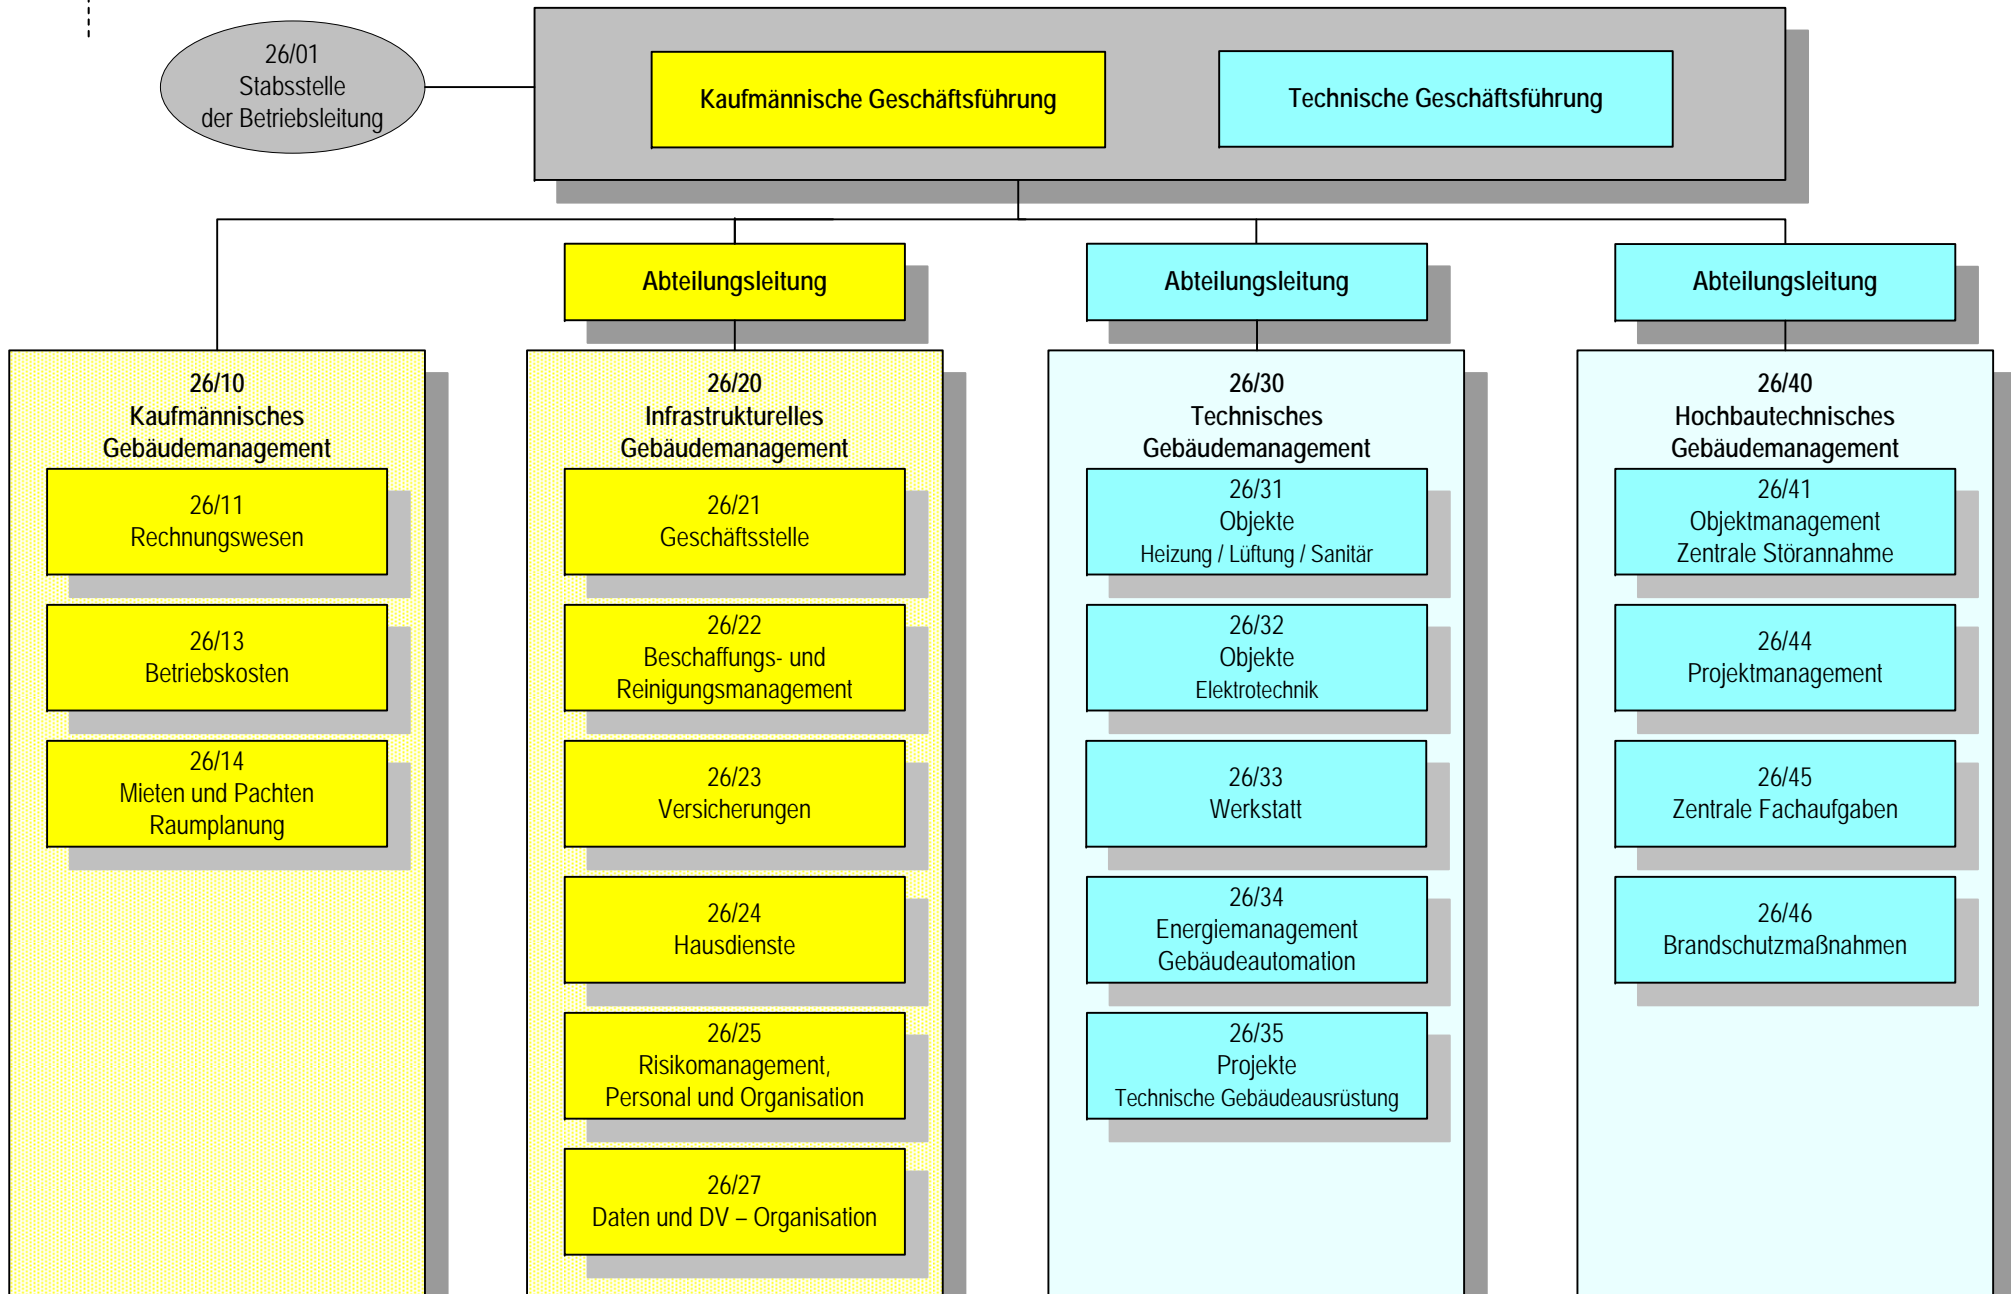 26/01
Stabsstelle
der Betriebsleitung
Kaufmännische Geschäftsführung
Technische Geschäftsführung
Abteilungsleitung
Abteilungsleitung
Abteilungsleitung
26/10
Kaufmännisches
Gebäudemanagement
26/11
Rechnungswesen
26/13
Betriebskosten
26/14
Mieten und Pachten
Raumplanung
26/20
Infrastrukturelles
Gebäudemanagement
26/21
Geschäftsstelle
26/22
Beschaffungs- und
Reinigungsmanagement
26/23
Versicherungen
26/24
Hausdienste
26/25
Risikomanagement,
Personal und Organisation
26/27
Daten und DV – Organisation
26/30
Technisches
Gebäudemanagement
26/31
Objekte
Heizung / Lüftung / Sanitär
26/32
Objekte
Elektrotechnik
26/33
Werkstatt
26/34
Energiemanagement
Gebäudeautomation
26/35
Projekte
Technische Gebäudeausrüstung
26/40
Hochbautechnisches
Gebäudemanagement
26/41
Objektmanagement
Zentrale Störannahme
26/44
Projektmanagement
26/45
Zentrale Fachaufgaben
26/46
Brandschutzmaßnahmen